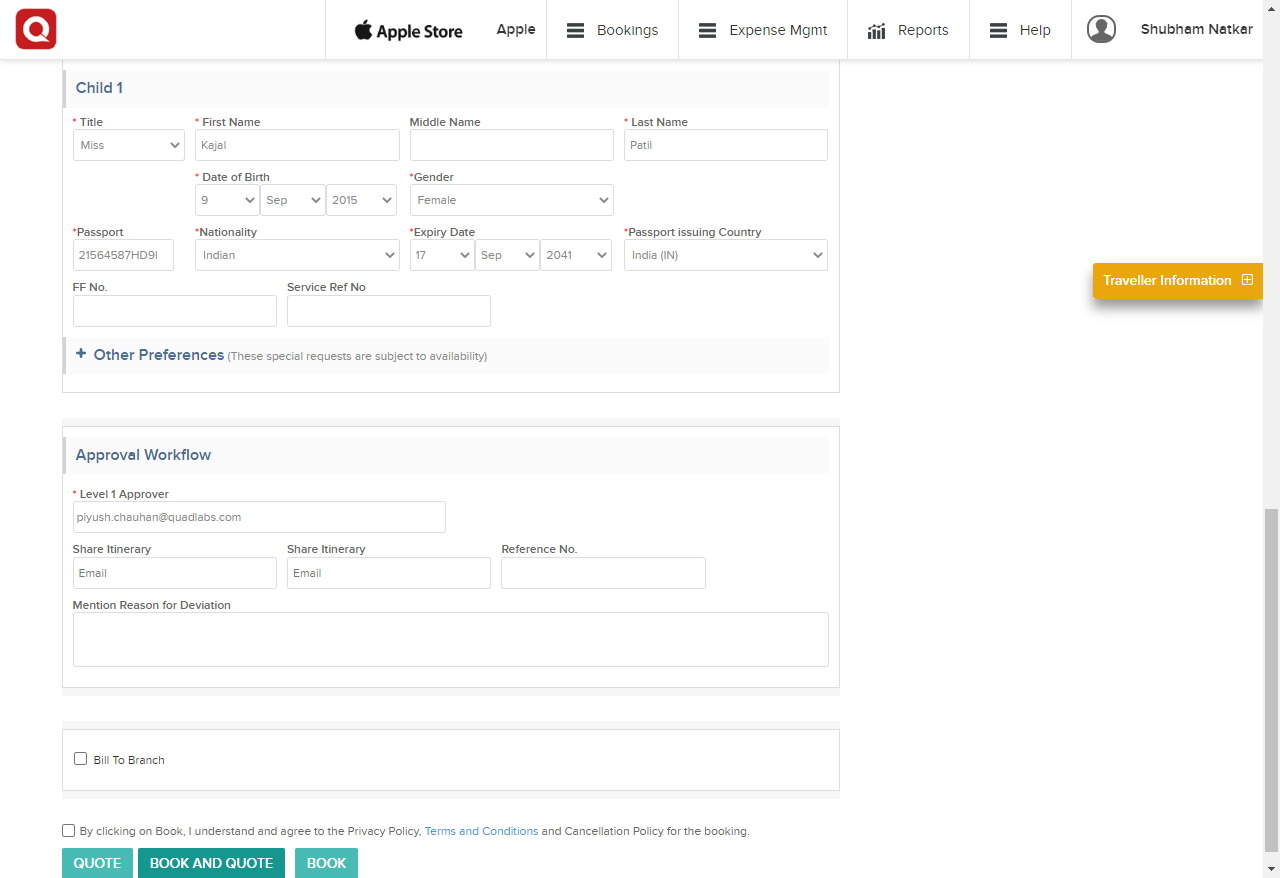 Q Apple Store Apple Bookings Expense Mgmt Reports Help Shubham Natkar
Child 1
* Title * First Name Middle Name * Last Name
Miss Kajal Patil
* Date of Birth *Gender
9 Sep 2015 Female
*Passport *Nationality *Expiry Date *Passport issuing Country
21564587HD9 Indian 17 Sep 2041 India (IN)
Traveller Information
FF No. Service Ref No
+ Other Preferences (These special requests are subject to availability)
Approval Workflow
* Level 1 Approver
piyush.chauhan@quadlabs.com
Share Itinerary Share Itinerary Reference No.
Email Email
Mention Reason for Deviation
Bill To Branch
By clicking on Book, I understand and agree to the Privacy Policy, Terms and Conditions and Cancellation Policy for the booking.
QUOTE BOOK AND QUOTE BOOK